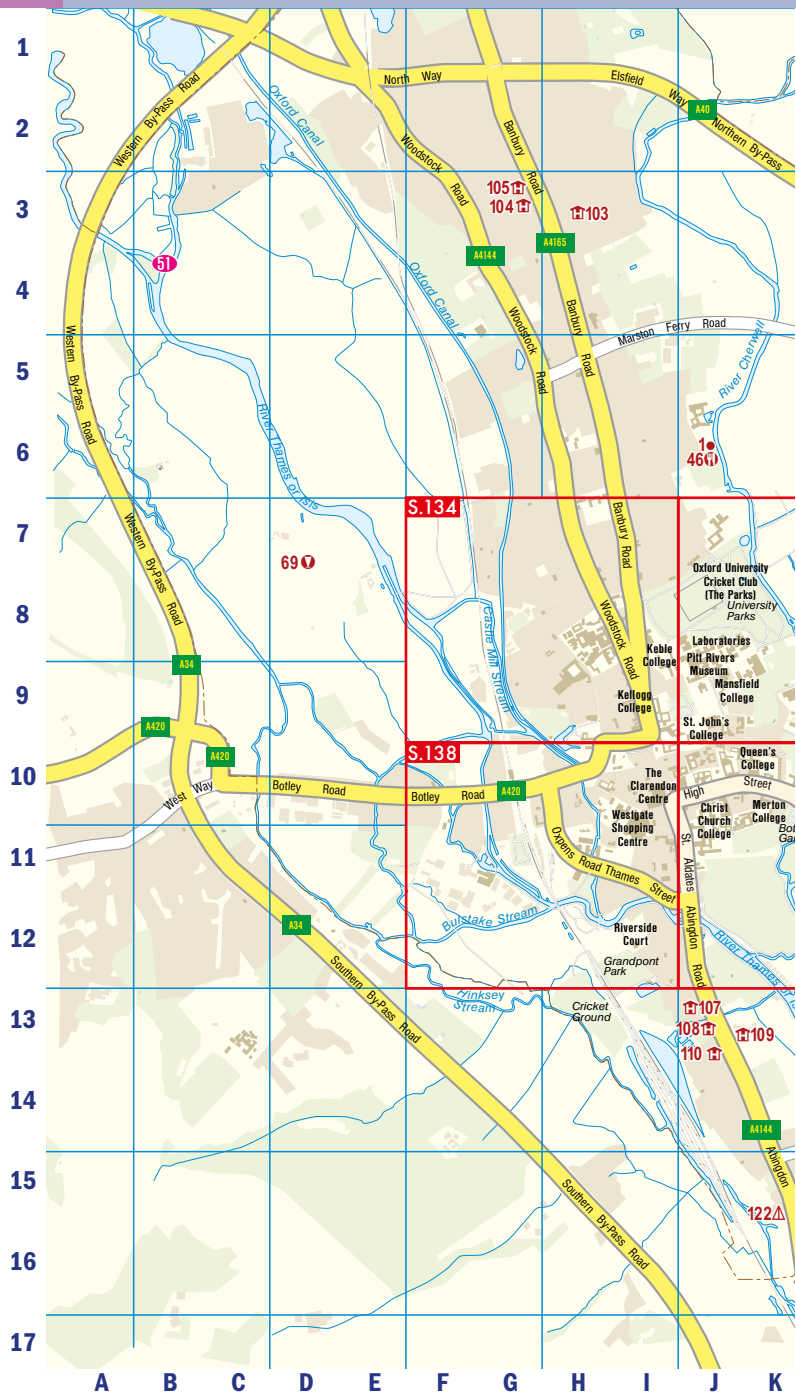 1
2
3
4
5
6
7
8
9
10
11
12
13
14
15
16
17
A
B
C
D
E
F
G
H
I
J
K
Western By-Pass Road
Oxford Canal
North Way
Elsfield Way
Northern By-Pass
A40
Woodstock Road
Banbury Road
105
104
103
A4144
A4165
51
Oxford Canal
Woodstock Road
Banbury Road
Marston Ferry Road
River Cherwell
Western By-Pass Road
River Thames or Isis
1
46
S.134
Western By-Pass Road
69
Banbury Road
Oxford University
Cricket Club
(The Parks)
University
Parks
Castle Mill Stream
Woodstock Road
Keble
College
Laboratories
Pitt Rivers
Museum
Mansfield
College
A34
Kellogg
College
St. John's
College
A420
A420
S.138
Queen's
College
West Way
Botley Road
Botley Road
A420
The
Clarendon
Centre
High Street
Westgate
Shopping
Centre
Christ
Church
College
Merton
College
Bot
Ga
Oxpens Road
Thames Street
St. Aldates
A34
Bulstake Stream
Riverside
Court
Abingdon Road
River Thames or
Grandpont
Park
Southern By-Pass Road
Hinksey
Stream
Cricket
Ground
107
108
109
110
A4144
Abingdon
Southern By-Pass Road
122